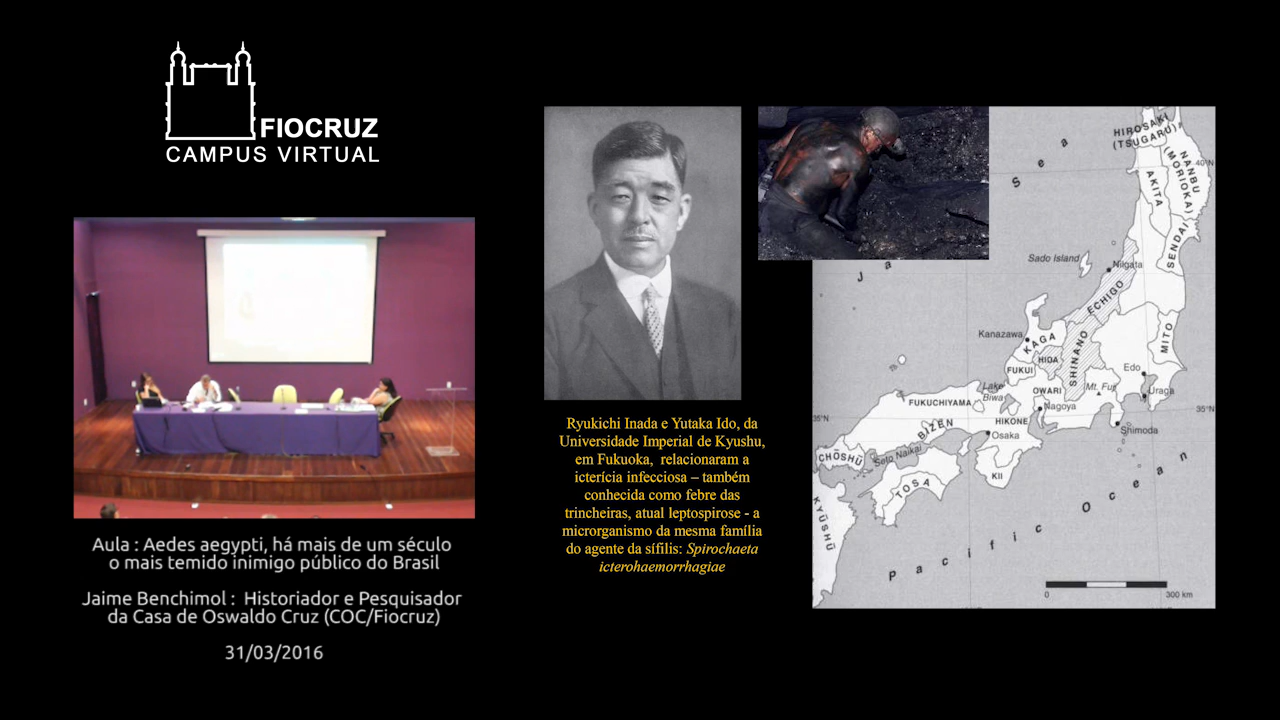 FIOCRUZ
CAMPUS VIRTUAL
Aula : Aedes aegypti, há mais de um século
o mais temido inimigo público do Brasil
Jaime Benchimol : Historiador e Pesquisador
da Casa de Oswaldo Cruz (COC/Fiocruz)
31/03/2016
Ryukichi Inada e Yutaka Ido, da
Universidade Imperial de Kyushu,
em Fukuoka, relacionaram a
icterícia infecciosa – também
conhecida como febre das
trincheiras, atual leptospirose - a
microrganismo da mesma família
do agente da sífilis: Spirochaeta
icterohaemorrhagiae
HIROSAKI
(TSUGARU)
40°N
NANBU
(MORIOKA)
AKITA
SENDAI
Sea
Ja
Sado Island
Niigata
ECHIGO
Kanazawa
KAGA
HIDA
SHINANO
MITO
FUKUI
Edo
Uraga
Lake
Biwa
OWARI
Mt. Fuji
FUKUCHIYAMA
Nagoya
35°N
35°N
HIKONE
BIZEN
Osaka
Shimoda
CHŌSHŪ
Seto Naikai
KII
TOSA
KYŪSHŪ
Pacific Ocean
0
300 km